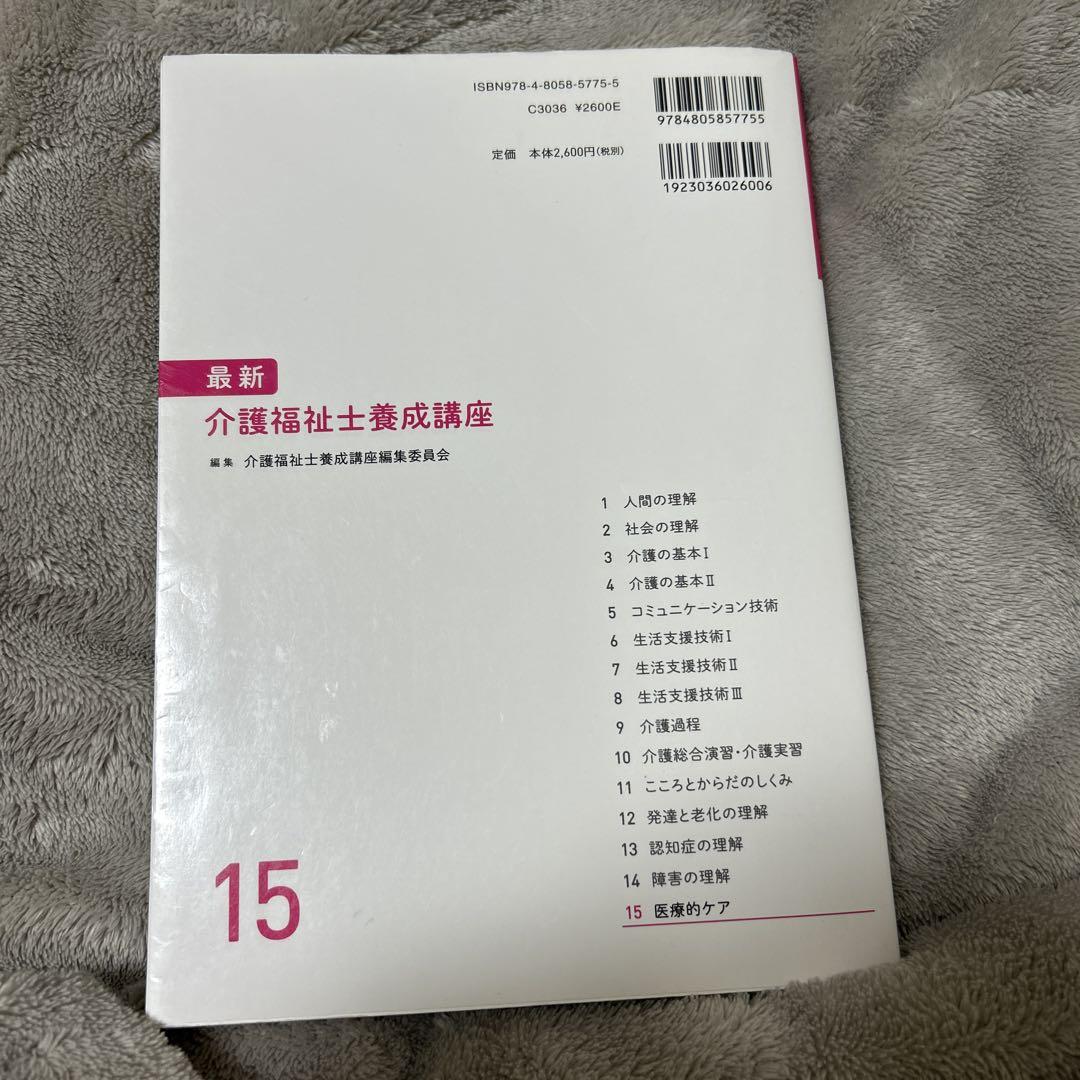 ISBN978-4-8058-5775-5
C3036 ¥2600E
定価 本体2,600円(税別)
9784805857755
1923036026006
最新
介護福祉士養成講座
編集 介護福祉士養成講座編集委員会
1 人間の理解
2 社会の理解
3 介護の基本Ⅰ
4 介護の基本Ⅱ
5 コミュニケーション技術
6 生活支援技術Ⅰ
7 生活支援技術Ⅱ
8 生活支援技術Ⅲ
9 介護過程
10 介護総合演習・介護実習
11 こころとからだのしくみ
12 発達と老化の理解
13 認知症の理解
14 障害の理解
15 医療的ケア
15